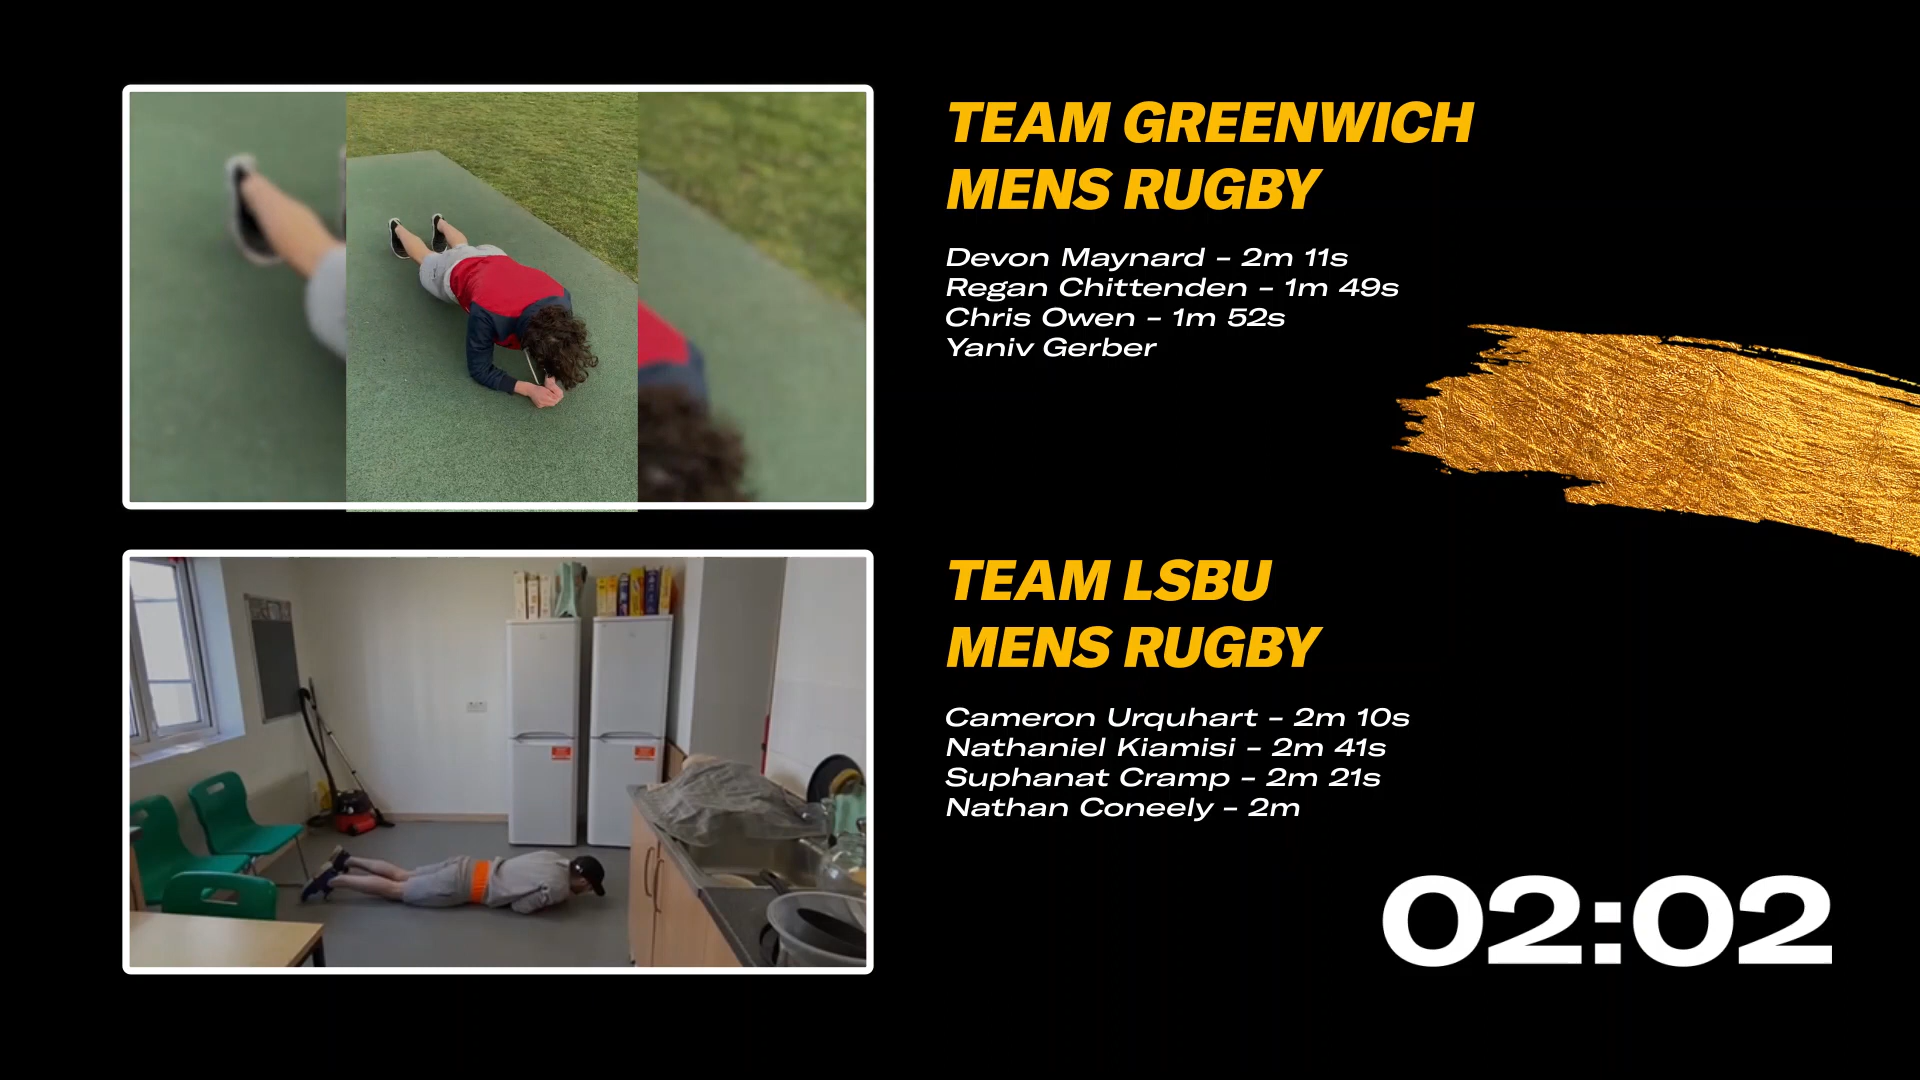 TEAM GREENWICH
MENS RUGBY
Devon Maynard - 2m 11s
Regan Chittenden - 1m 49s
Chris Owen - 1m 52s
Yaniv Gerber
TEAM LSBU
MENS RUGBY
Cameron Urquhart - 2m 10s
Nathaniel Kiamisi - 2m 41s
Suphanat Cramp - 2m 21s
Nathan Coneely - 2m
02:02